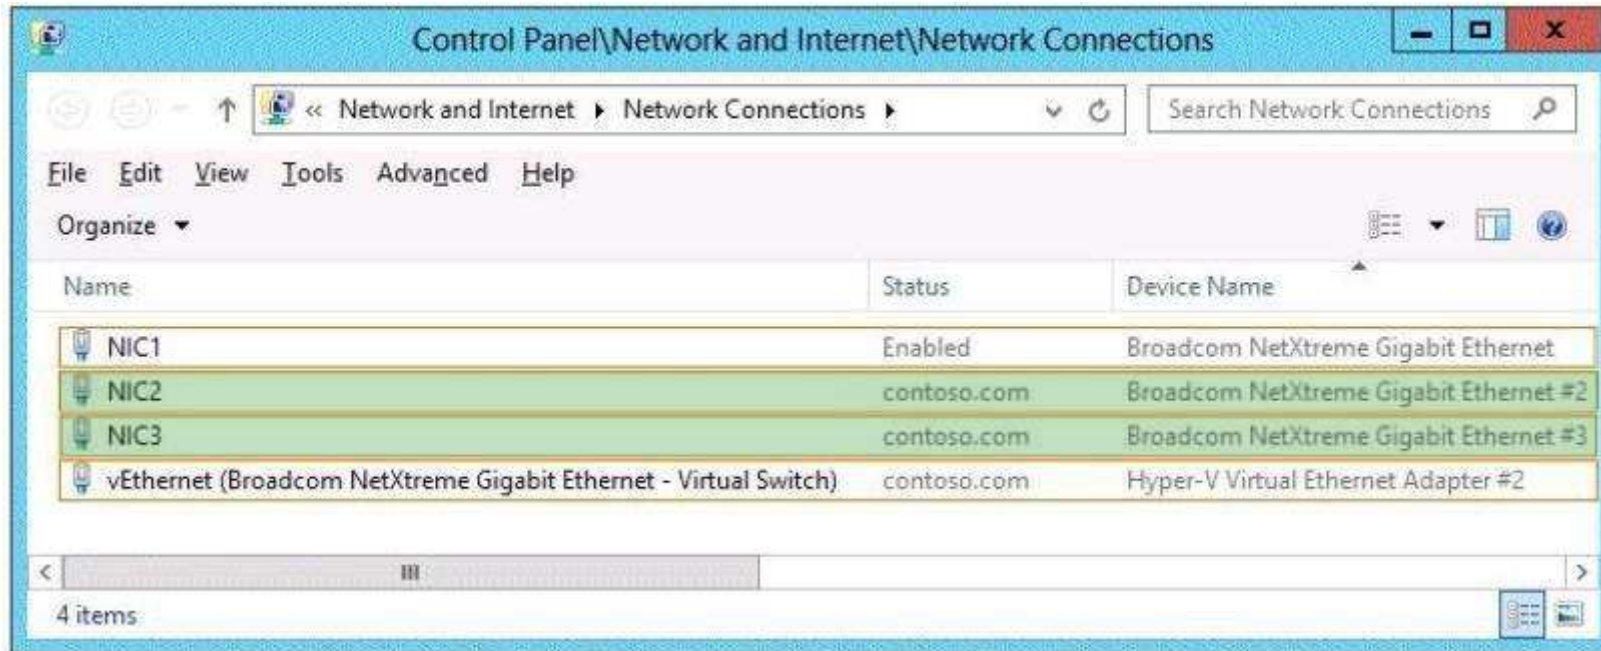 Control Panel\Network and Internet\Network Connections
« Network and Internet Network Connections Search Network Connections
File Edit View Tools Advanced Help
Organize
Name Status Device Name
NIC1 Enabled Broadcom NetXtreme Gigabit Ethernet
NIC2 contoso.com Broadcom NetXtreme Gigabit Ethernet #2
NIC3 contoso.com Broadcom NetXtreme Gigabit Ethernet #3
vEthernet (Broadcom NetXtreme Gigabit Ethernet - Virtual Switch) contoso.com Hyper-V Virtual Ethernet Adapter #2
4 items